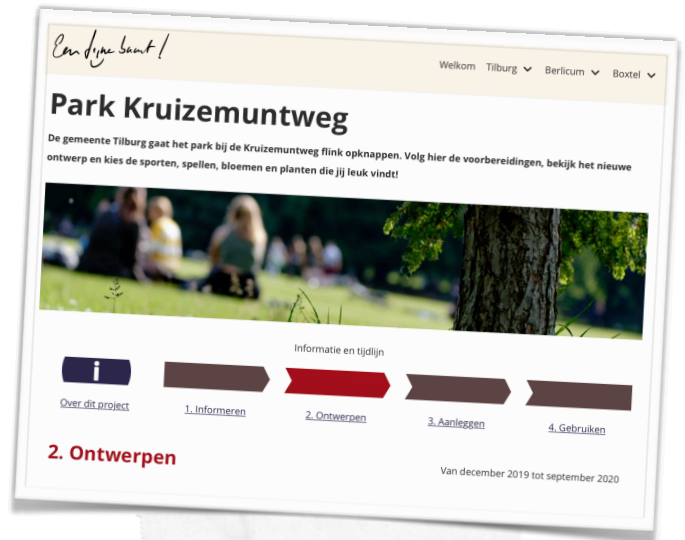 Een fijne buurt!
Welkom Tilburg Berlicum Boxtel
Park Kruizemuntweg
De gemeente Tilburg gaat het park bij de Kruizemuntweg flink opknappen. Volg hier de voorbereidingen, bekijk het nieuwe
ontwerp en kies de sporten, spellen, bloemen en planten die jij leuk vindt!
Informatie en tijdlijn
i
Over dit project 1. Informeren 2. Ontwerpen 3. Aanleggen 4. Gebruiken
2. Ontwerpen
Van december 2019 tot september 2020